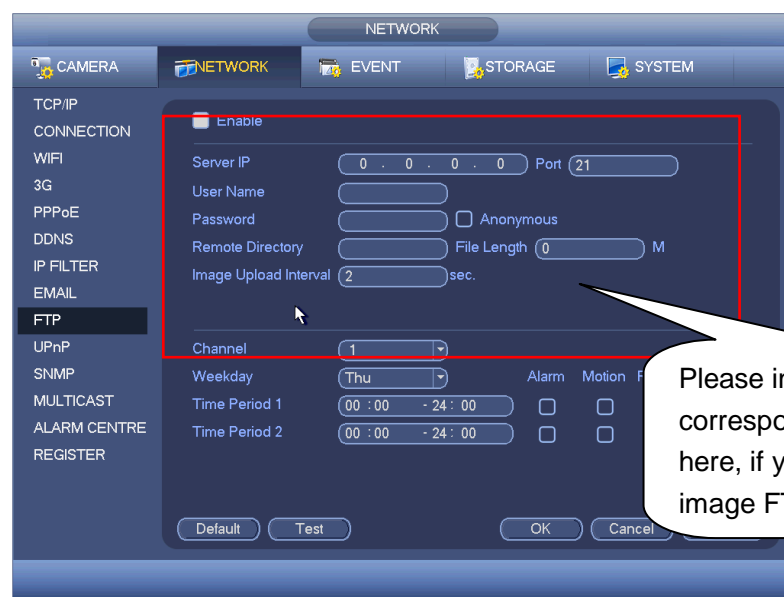 NETWORK
CAMERA NETWORK EVENT STORAGE SYSTEM
TCP/IP
CONNECTION
WIFI
3G
PPPoE
DDNS
IP FILTER
EMAIL
FTP
UPnP
SNMP
MULTICAST
ALARM CENTRE
REGISTER
Enable
Server IP 0 . 0 . 0 . 0 Port 21
User Name
Password Anonymous
Remote Directory File Length 0 M
Image Upload Interval 2 sec.
Channel 1
Weekday Thu Alarm Motion
Time Period 1 00 : 00 - 24 : 00
Time Period 2 00 : 00 - 24 : 00
Default Test OK Cancel
Please
here, if
image